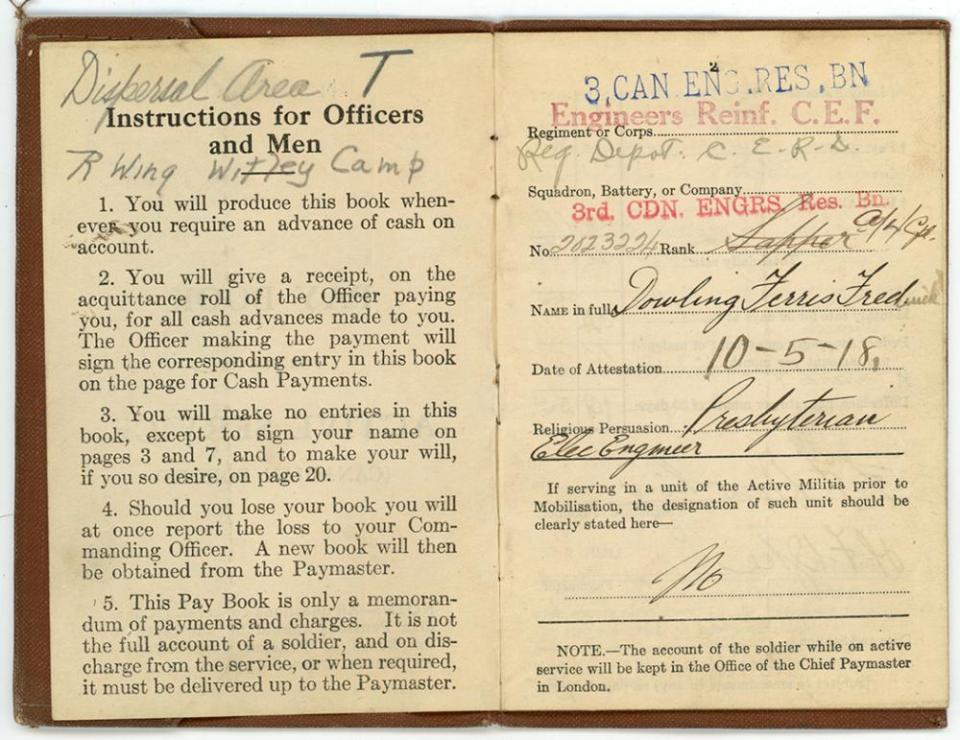 Dispersal Area T
Instructions for Officers
and Men
R Wing Witley Camp
1. You will produce this book when-
ever you require an advance of cash on
account.
2. You will give a receipt, on the
acquittance roll of the Officer paying
you, for all cash advances made to you.
The Officer making the payment will
sign the corresponding entry in this book
on the page for Cash Payments.
3. You will make no entries in this
book, except to sign your name on
pages 3 and 7, and to make your will,
if you so desire, on page 20.
4. Should you lose your book you will
at once report the loss to your Com-
manding Officer. A new book will then
be obtained from the Paymaster.
5. This Pay Book is only a memoran-
dum of payments and charges. It is not
the full account of a soldier, and on dis-
charge from the service, or when required,
it must be delivered up to the Paymaster.
2
3, CAN ENG. RES, BN
Engineers Reinf. C.E.F.
Regiment or Corps
Reg. Depot. C.E.R.D.
Squadron, Battery, or Company
3rd. CDN. ENGRS, Res. Bn.
No. 2023224 Rank Sapper
NAME in full Dowling Ferris Frederick
Date of Attestation 10-5-18.
Religious Persuasion Presbyterian
Elec Engineer
If serving in a unit of the Active Militia prior to
Mobilisation, the designation of such unit should be
clearly stated here—
NOTE.—The account of the soldier while on active
service will be kept in the Office of the Chief Paymaster
in London.